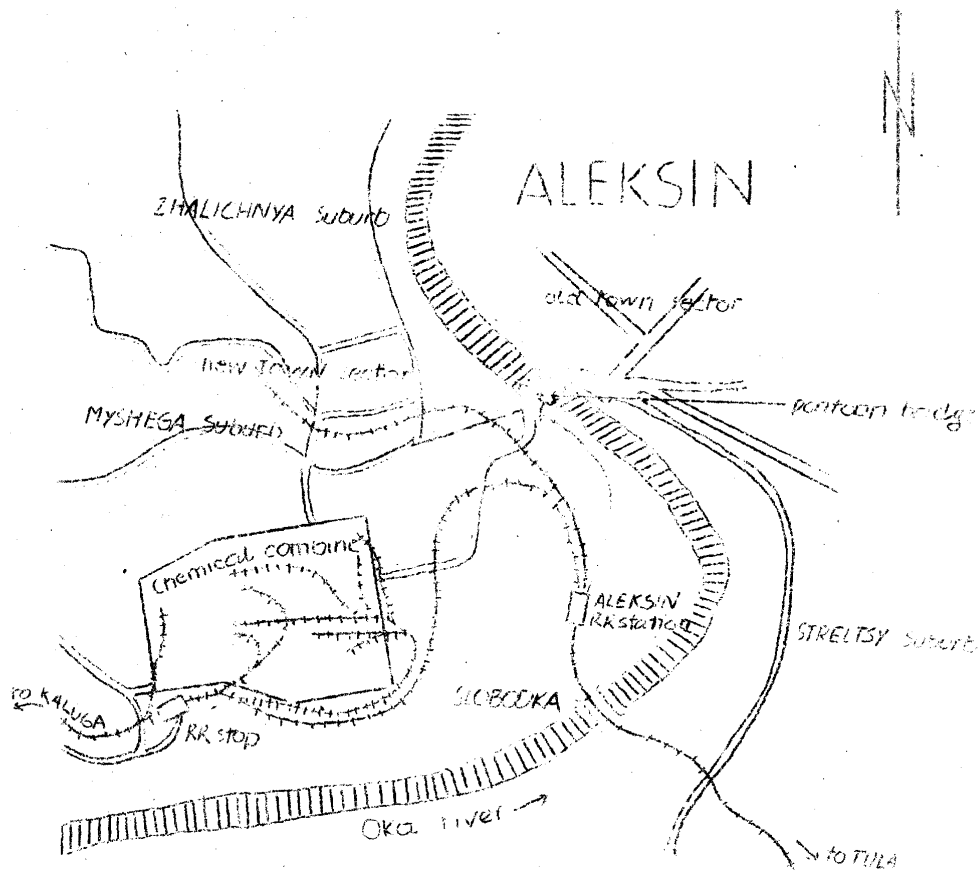 N
ALEKSIN
ZHALICHNYA suburb
old town sector
new town sector
MYSHEGA suburb
pontoon bridge
Chemical combine
ALEKSIN
RR station
STRELTSY suburb
SLOBODKA
to KALUGA
RR stop
Oka river
to TULA